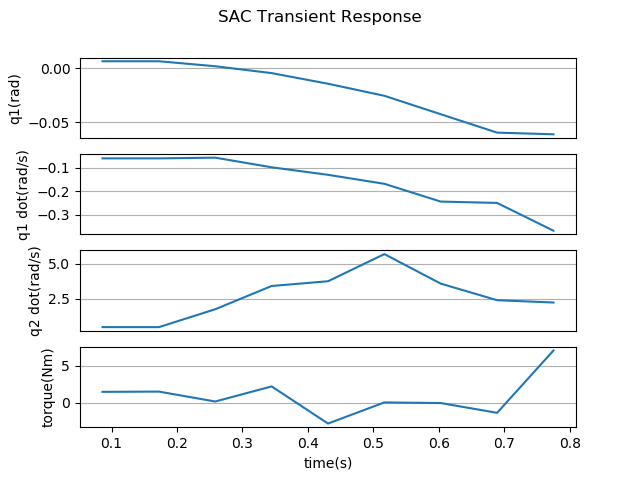 SAC Transient Response
0.00
−0.05
q1(rad)
−0.1
−0.2
−0.3
q1 dot(rad/s)
5.0
2.5
q2 dot(rad/s)
5
0
torque(Nm)
0.1 0.2 0.3 0.4 0.5 0.6 0.7 0.8
time(s)